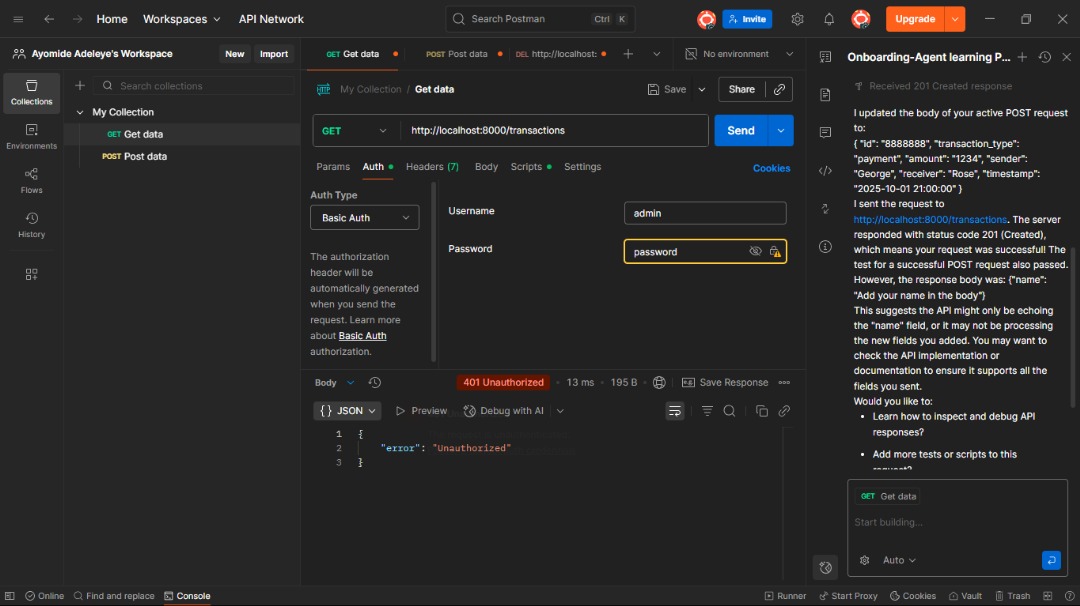 Home
Workspaces
API Network
Search Postman
Ctrl
K
Invite
Upgrade
Ayomide Adeleye's Workspace
New
Import
GET Get data
POST Post data
DEL http://localhost:
No environment
Onboarding-Agent learning P...
Collections
Environments
Flows
History
Search collections
My Collection
GET Get data
POST Post data
HTTP
My Collection / Get data
Save
Share
GET
http://localhost:8000/transactions
Send
Params
Auth
Headers (7)
Body
Scripts
Settings
Cookies
Auth Type
Basic Auth
The authorization
header will be
automatically generated
when you send the
request. Learn more
about Basic Auth
authorization.
Username
admin
Password
password
Body
401 Unauthorized
13 ms
195 B
Save Response
{ } JSON
Preview
Debug with AI
1 {
2 "error": "Unauthorized"
3 }
Received 201 Created response
I updated the body of your active POST request
to:
{ "id": "8888888", "transaction_type":
"payment", "amount": "1234", "sender":
"George", "receiver": "Rose", "timestamp":
"2025-10-01 21:00:00" }
I sent the request to
http://localhost:8000/transactions. The server
responded with status code 201 (Created),
which means your request was successful! The
test for a successful POST request also passed.
However, the response body was: {"name":
"Add your name in the body"}
This suggests the API might only be echoing
the "name" field, or it may not be processing
the new fields you added. You may want to
check the API implementation or
documentation to ensure it supports all the
fields you sent.
Would you like to:
• Learn how to inspect and debug API
responses?
• Add more tests or scripts to this
request?
GET Get data
Start building...
Auto
Online
Find and replace
Console
Runner
Start Proxy
Cookies
Vault
Trash